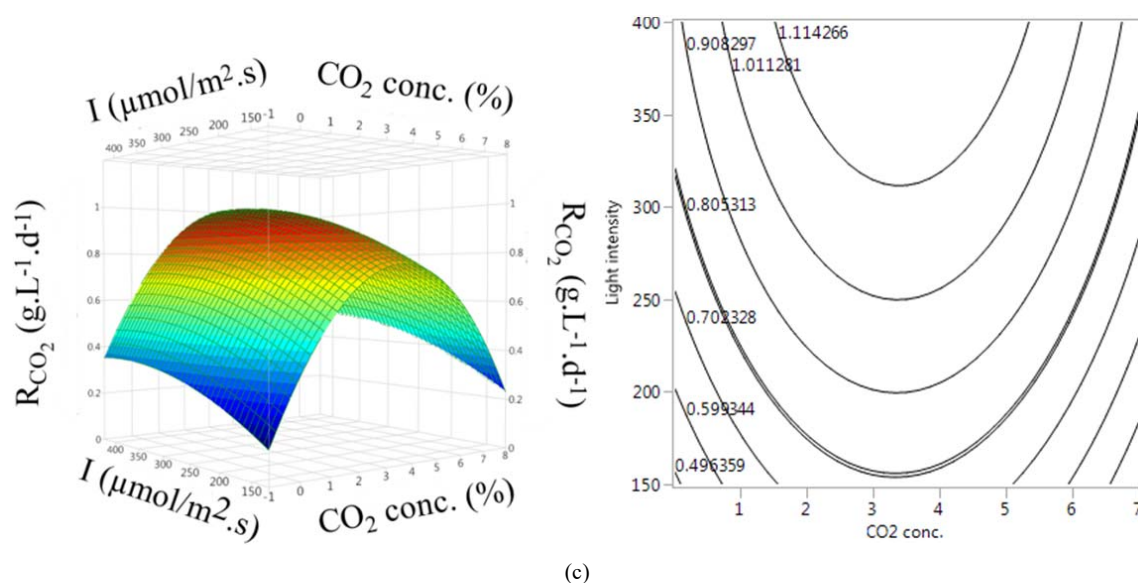 I (μmol/m².s)
CO₂ conc. (%)
400 350 300 250 200 150
-1 0 1 2 3 4 5 6 7 8
R_CO₂ (g.L⁻¹.d⁻¹)
1
0.8
0.6
0.4
0.2
0
1
0.8
0.6
0.4
0.2
0
R_CO₂ (g.L⁻¹.d⁻¹)
400 350 300 250 200 150
-1 0 1 2 3 4 5 6 7 8
I (μmol/m².s)
CO₂ conc. (%)
400
350
300
250
200
150
Light intensity
1.114266
0.908297
1.011281
0.805313
0.702328
0.599344
0.496359
1 2 3 4 5 6 7
CO2 conc.
(c)